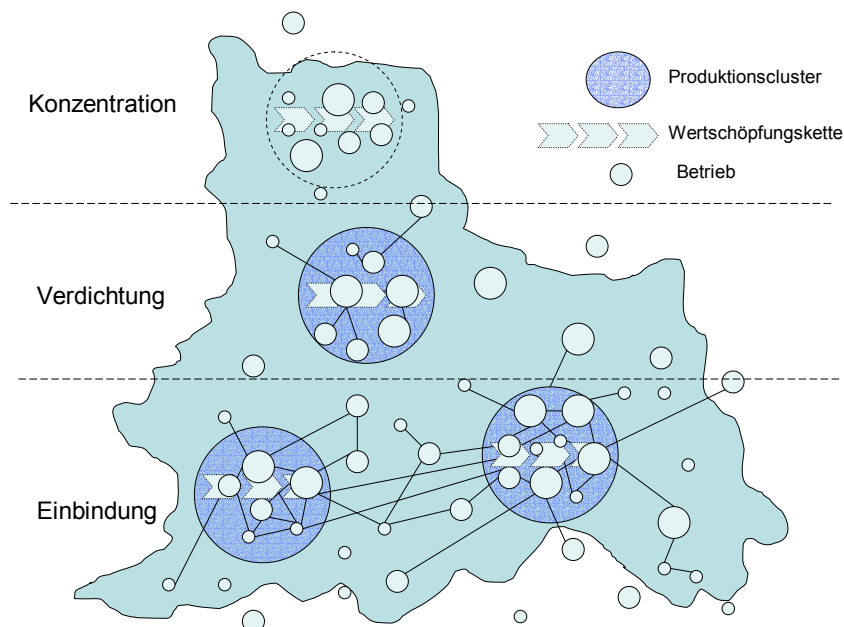 Konzentration
Produktionscluster
Wertschöpfungskette
Betrieb
Verdichtung
Einbindung